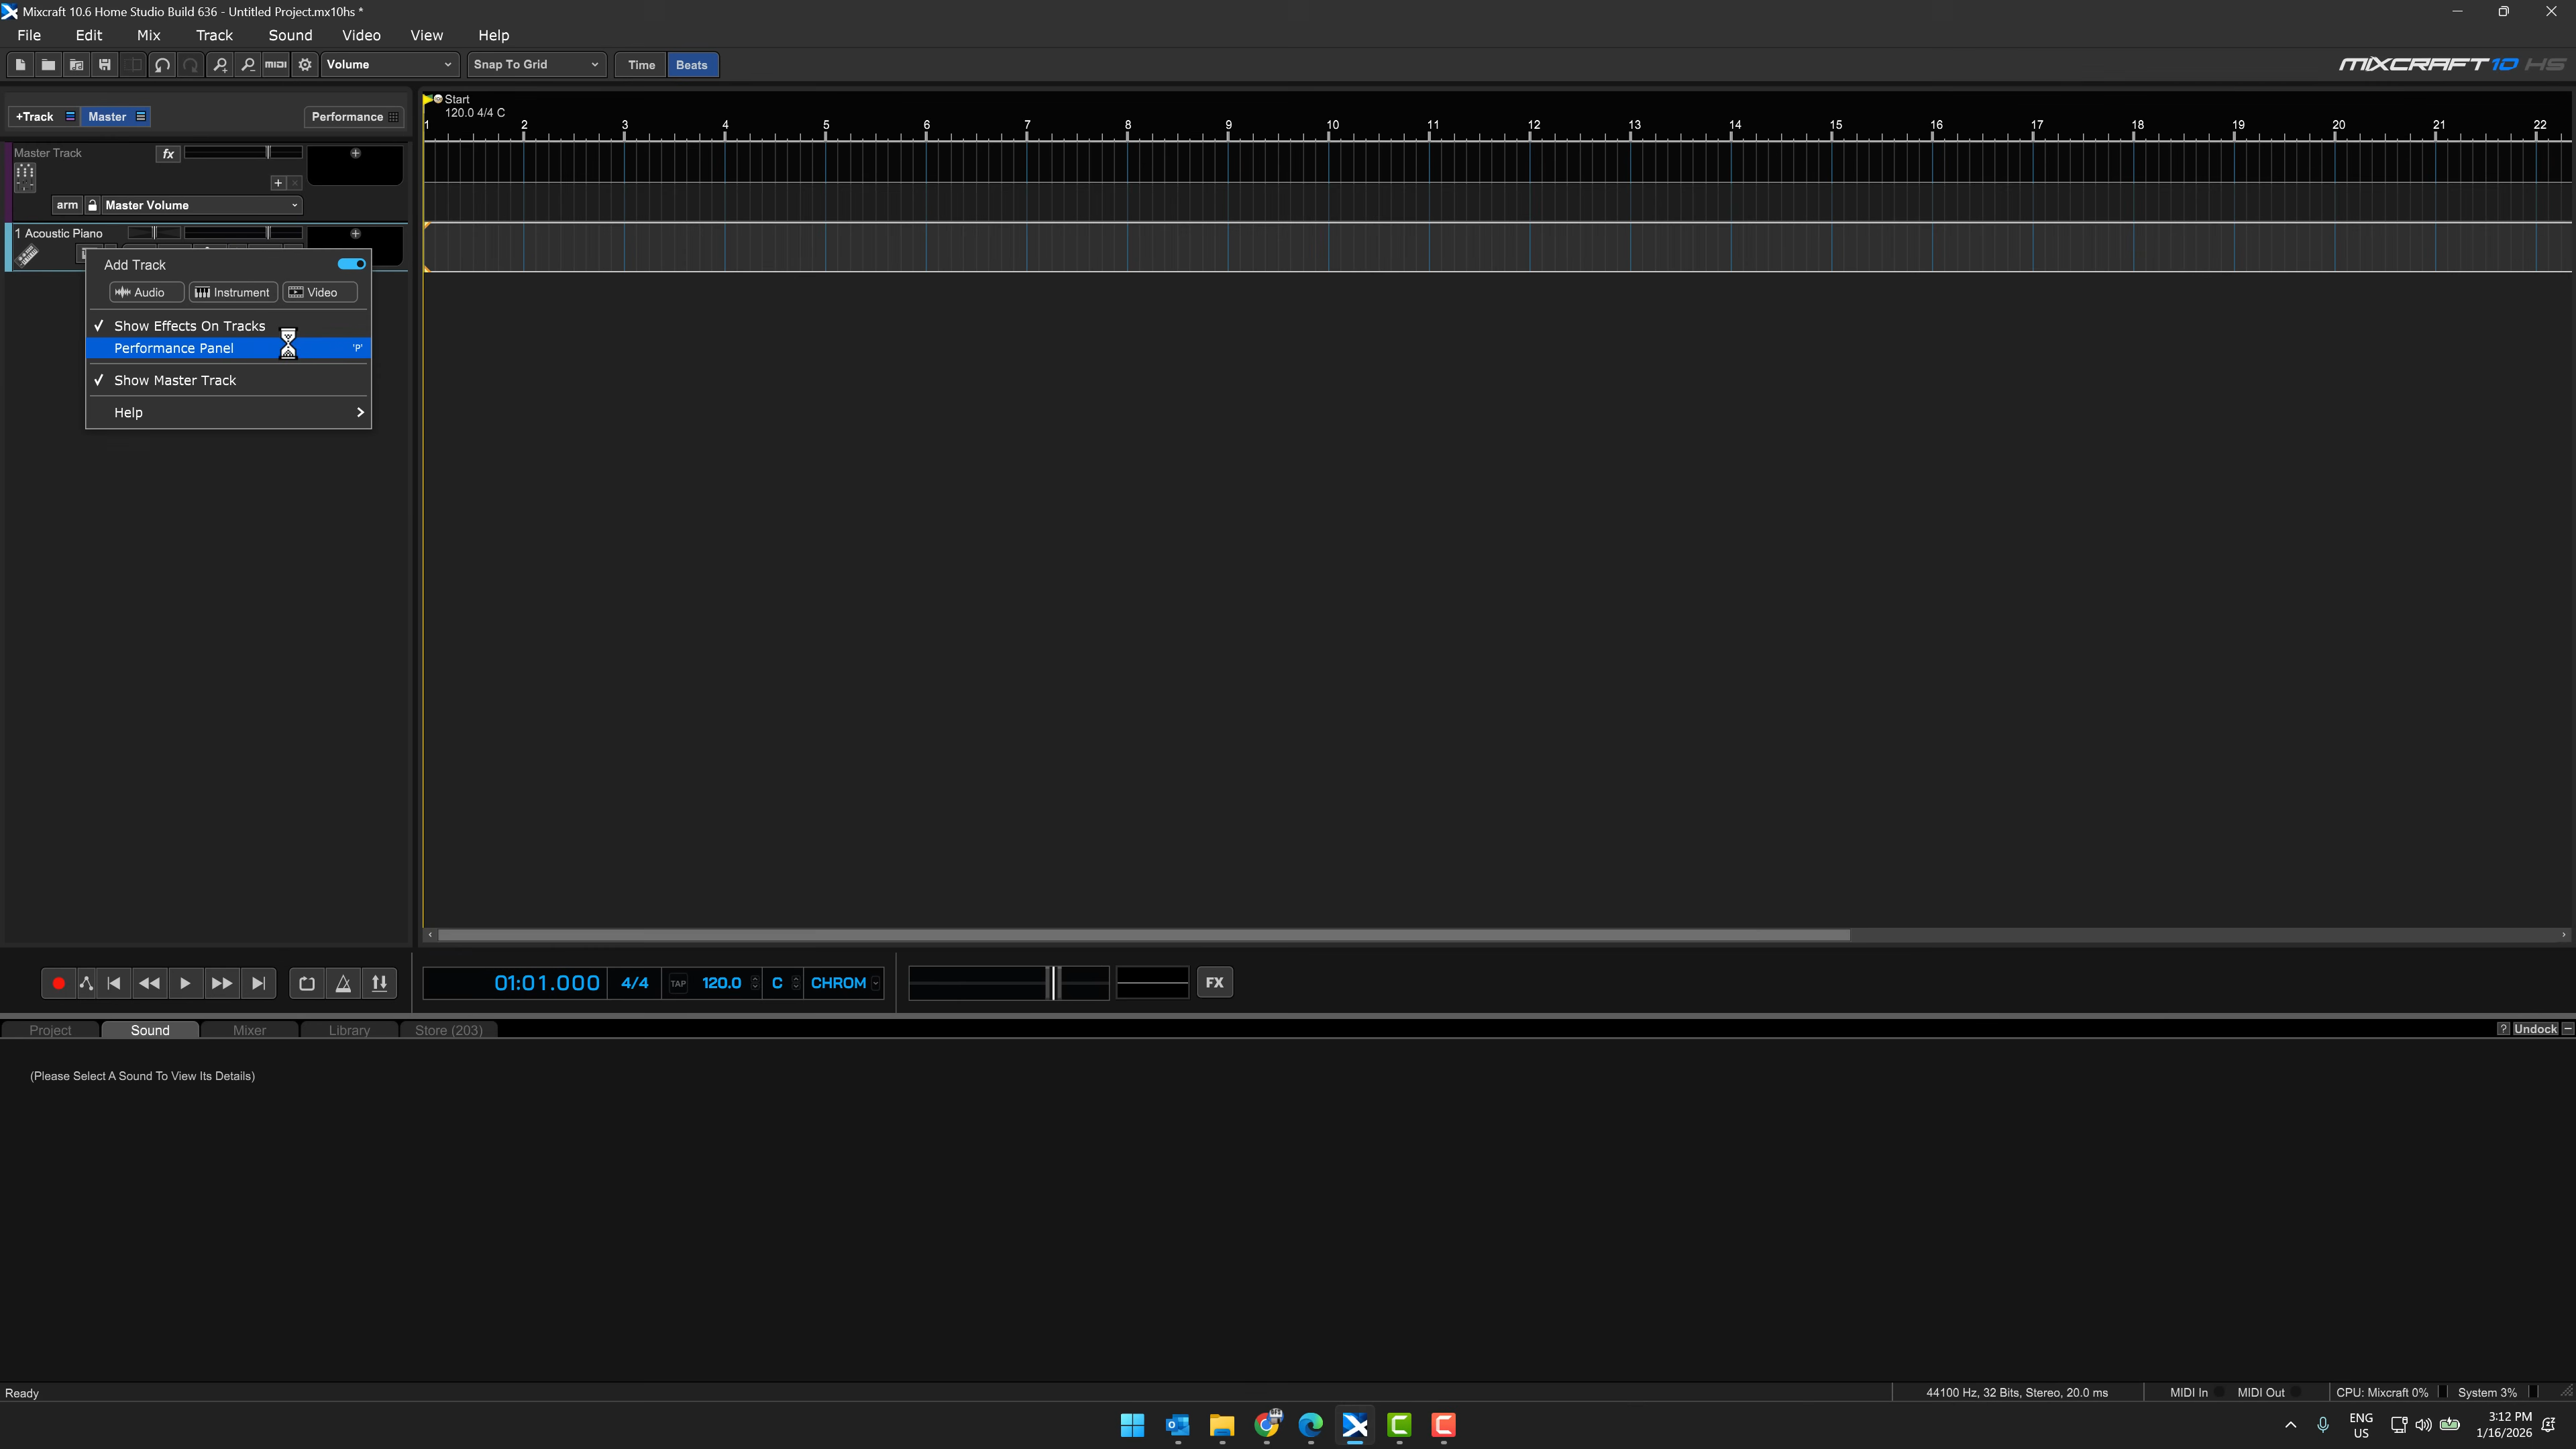 Mixcraft 10.6 Home Studio Build 636 - Untitled Project.mx10hs *
File Edit Mix Track Sound Video View Help
MIDI Volume Snap To Grid Time Beats MIXCRAFT 10 HS
+Track Master Performance
Start
120.0 4/4 C
1 2 3 4 5 6 7 8 9 10 11 12 13 14 15 16 17 18 19 20 21 22
Master Track fx
arm Master Volume
1 Acoustic Piano
Add Track
Audio Instrument Video
Show Effects On Tracks
Performance Panel 'P'
Show Master Track
Help
01:01.000 4/4 TAP 120.0 C CHROM FX
Project Sound Mixer Library Store (203) ? Undock
(Please Select A Sound To View Its Details)
Ready 44100 Hz, 32 Bits, Stereo, 20.0 ms MIDI In MIDI Out CPU: Mixcraft 0% System 3%
ENG
US
3:12 PM
1/16/2026